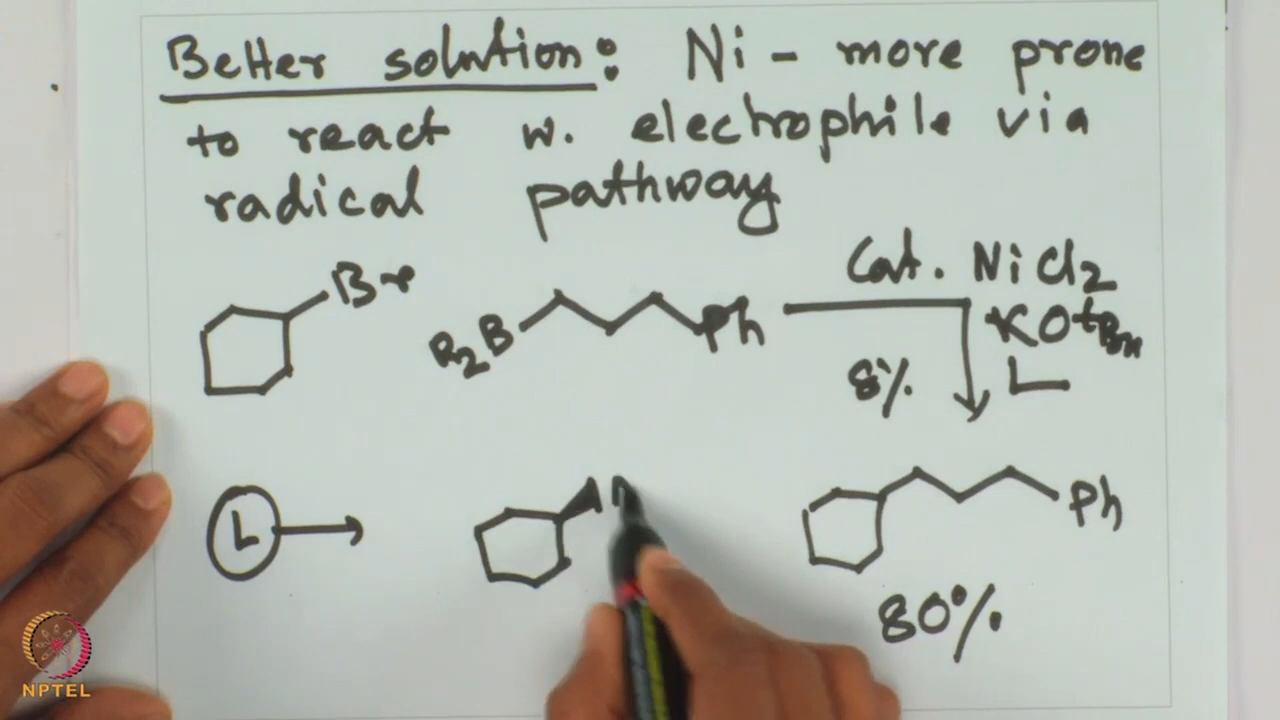 Better solution: Ni - more prone
to react w. electrophile via
radical pathway
Br
R2B
Ph
Cat. NiCl2
KOtBu
8%
L
L
Ph
80%
NPTEL